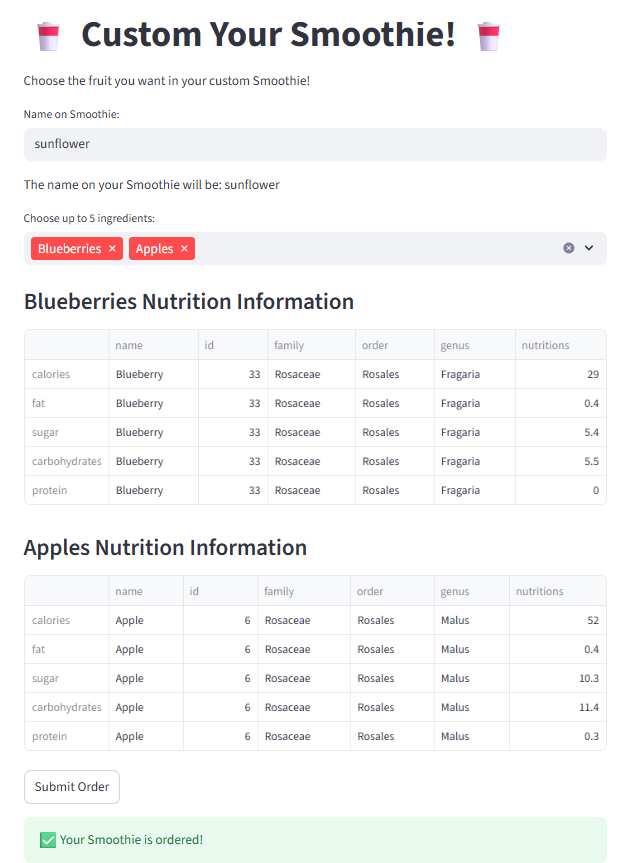 Custom Your Smoothie!
Choose the fruit you want in your custom Smoothie!
Name on Smoothie:
sunflower
The name on your Smoothie will be: sunflower
Choose up to 5 ingredients:
Blueberries × Apples ×
Blueberries Nutrition Information
name id family order genus nutritions
calories Blueberry 33 Rosaceae Rosales Fragaria 29
fat Blueberry 33 Rosaceae Rosales Fragaria 0.4
sugar Blueberry 33 Rosaceae Rosales Fragaria 5.4
carbohydrates Blueberry 33 Rosaceae Rosales Fragaria 5.5
protein Blueberry 33 Rosaceae Rosales Fragaria 0
Apples Nutrition Information
name id family order genus nutritions
calories Apple 6 Rosaceae Rosales Malus 52
fat Apple 6 Rosaceae Rosales Malus 0.4
sugar Apple 6 Rosaceae Rosales Malus 10.3
carbohydrates Apple 6 Rosaceae Rosales Malus 11.4
protein Apple 6 Rosaceae Rosales Malus 0.3
Submit Order
Your Smoothie is ordered!